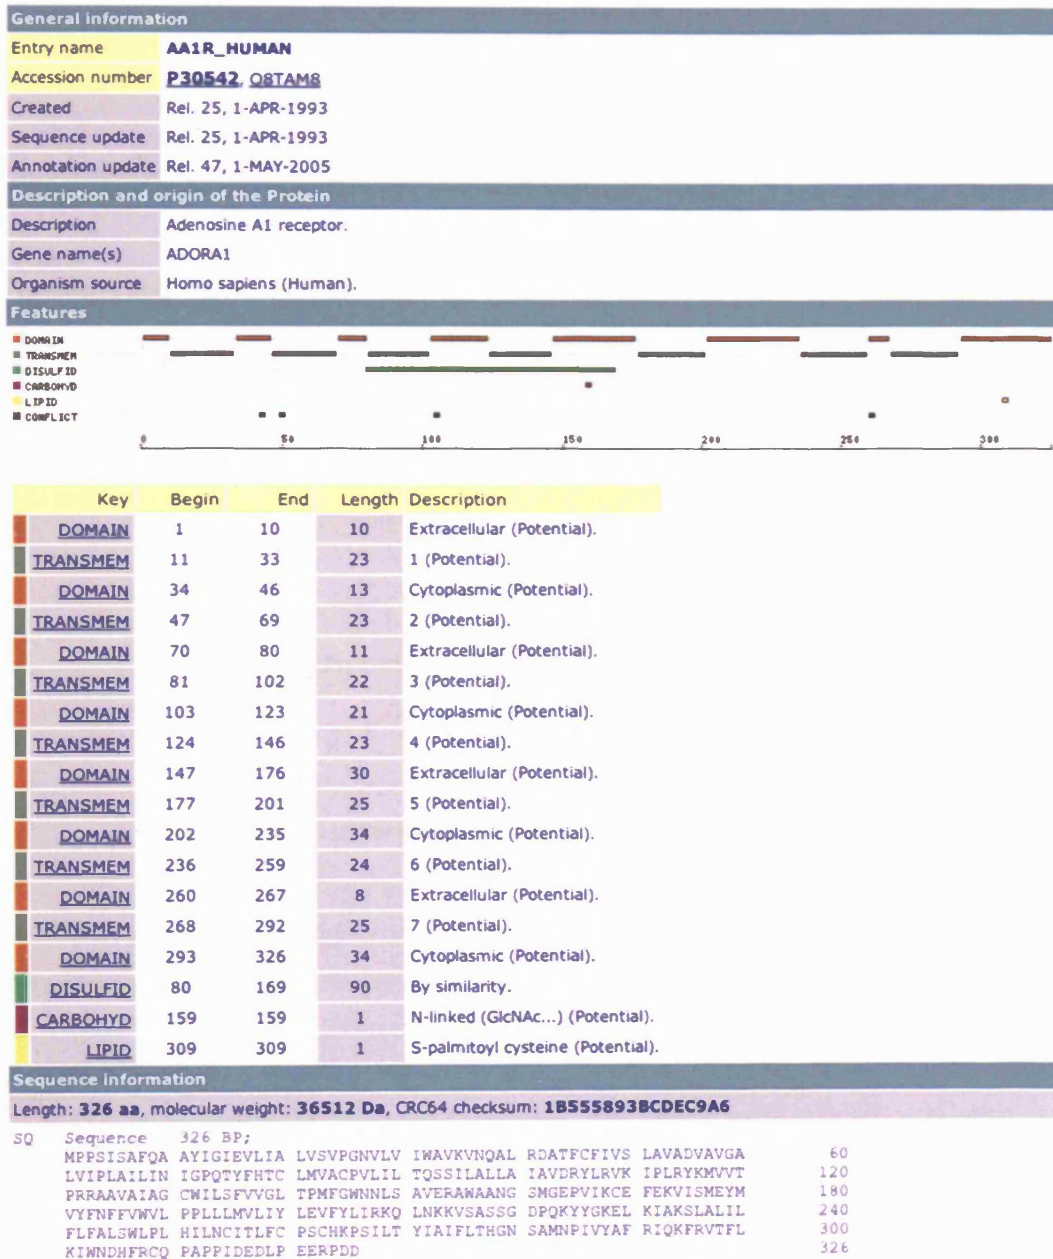 General information
Entry name AA1R_HUMAN
Accession number P30542, Q8TAM8
Created Rel. 25, 1-APR-1993
Sequence update Rel. 25, 1-APR-1993
Annotation update Rel. 47, 1-MAY-2005
Description and origin of the Protein
Description Adenosine A1 receptor.
Gene name(s) ADORA1
Organism source Homo sapiens (Human).
Features
DOMAIN
TRANSMEM
DISULFID
CARBOHYD
LIPID
CONFLICT
0 50 100 150 200 250 300
Key Begin End Length Description
DOMAIN 1 10 10 Extracellular (Potential).
TRANSMEM 11 33 23 1 (Potential).
DOMAIN 34 46 13 Cytoplasmic (Potential).
TRANSMEM 47 69 23 2 (Potential).
DOMAIN 70 80 11 Extracellular (Potential).
TRANSMEM 81 102 22 3 (Potential).
DOMAIN 103 123 21 Cytoplasmic (Potential).
TRANSMEM 124 146 23 4 (Potential).
DOMAIN 147 176 30 Extracellular (Potential).
TRANSMEM 177 201 25 5 (Potential).
DOMAIN 202 235 34 Cytoplasmic (Potential).
TRANSMEM 236 259 24 6 (Potential).
DOMAIN 260 267 8 Extracellular (Potential).
TRANSMEM 268 292 25 7 (Potential).
DOMAIN 293 326 34 Cytoplasmic (Potential).
DISULFID 80 169 90 By similarity.
CARBOHYD 159 159 1 N-linked (GlcNAc...) (Potential).
LIPID 309 309 1 S-palmitoyl cysteine (Potential).
Sequence information
Length: 326 aa, molecular weight: 36512 Da, CRC64 checksum: 1B555893BCDEC9A6
SQ Sequence 326 BP;
MPPSISAFQA AYIGIEVLIA LVSVPGNVLV IWAVKVNQAL RDATFCFIVS LAVADVAVGA 60
LVIPLAILIN IGPQTYFHTC LMVACPVLIL TQSSILALLA IAVDRYLRVK IPLRYKMVVT 120
PRRAAVAIAG CWILSFVVGL TPMFGWNNLS AVERAWAANG SMGEPVIKCE FEKVISMEYM 180
VYFNFFVWVL PPLLLMVLIY LEVFYLIRKQ LNKKVSASSG DPQKYYGKEL KIAKSLALIL 240
FLFALSWLPL HILNCITLFC PSCHKPSILT YIAIFLTHGN SAMNPIVYAF RIQKFRVTFL 300
KIWNDHFRCQ PAPPIDEDLP EERPDD 326